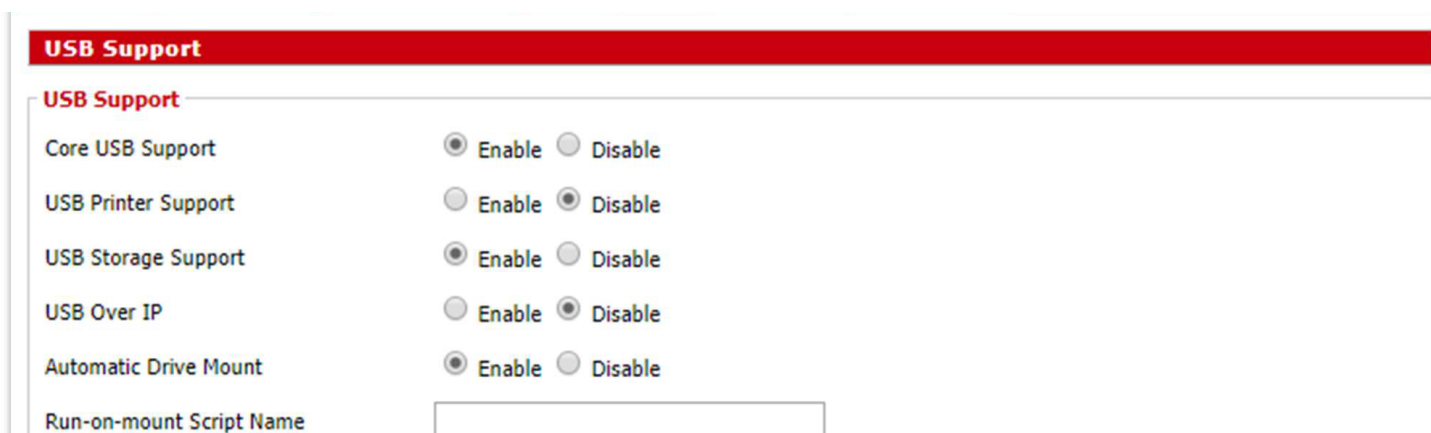 USB Support
USB Support
Core USB Support Enable Disable
USB Printer Support Enable Disable
USB Storage Support Enable Disable
USB Over IP Enable Disable
Automatic Drive Mount Enable Disable
Run-on-mount Script Name